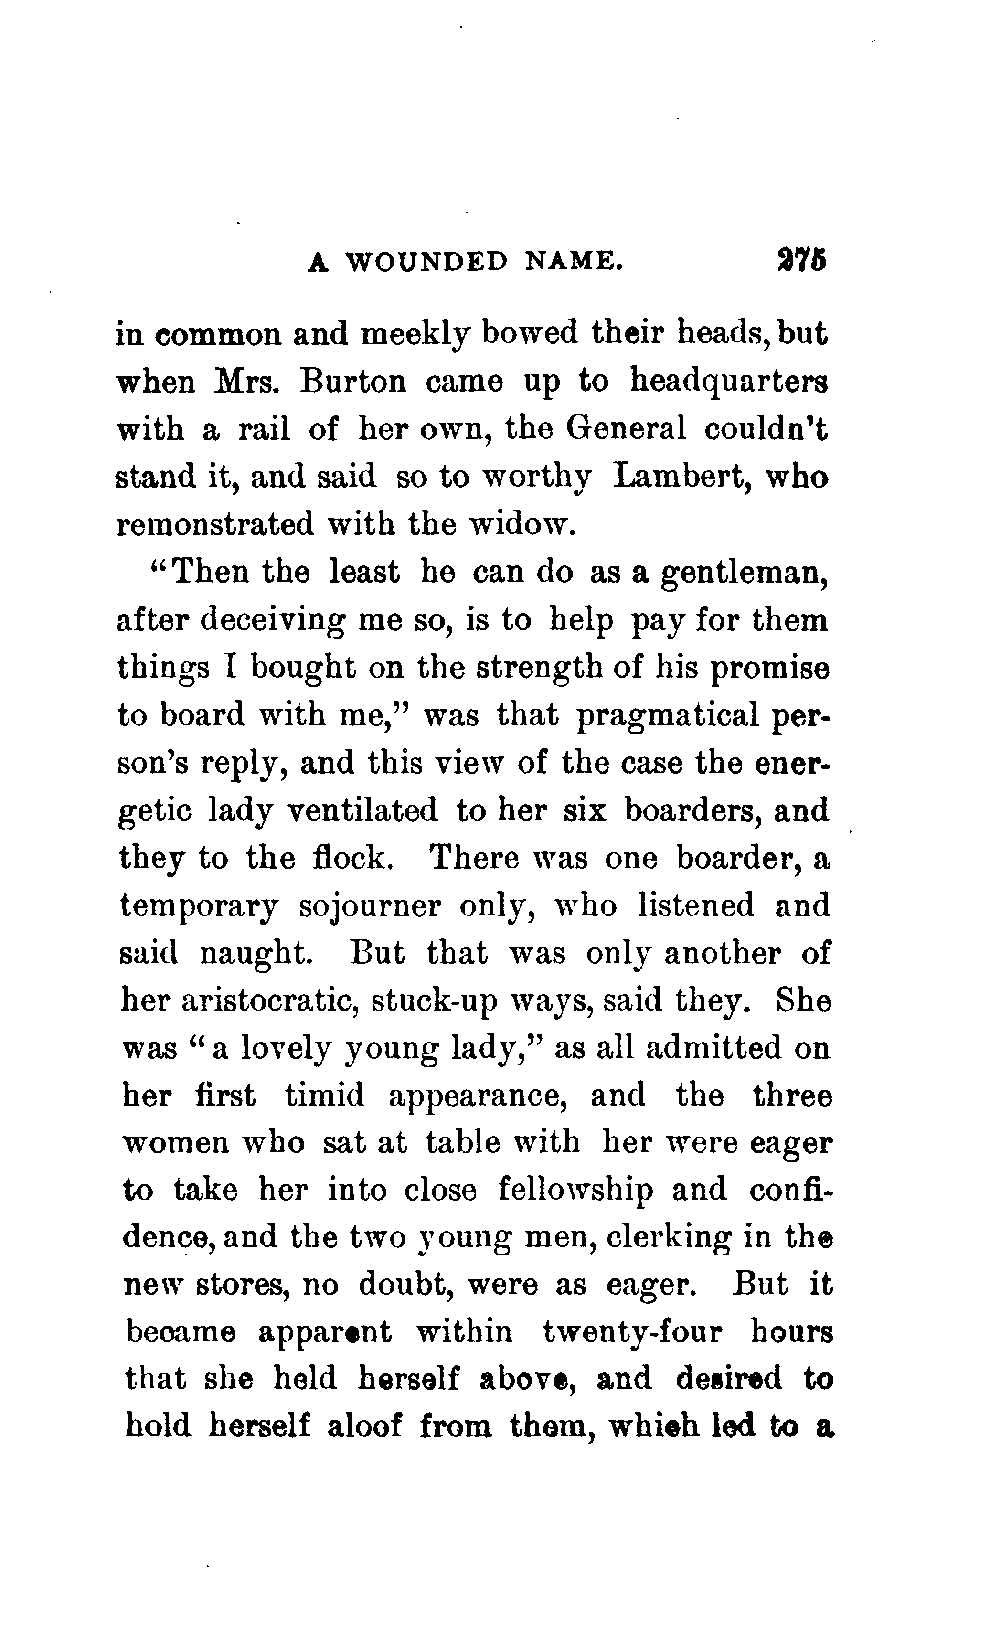 A WOUNDED NAME. 275
in common and meekly bowed their heads, but
when Mrs. Burton came up to headquarters
with a rail of her own, the General couldn't
stand it, and said so to worthy Lambert, who
remonstrated with the widow.
"Then the least he can do as a gentleman,
after deceiving me so, is to help pay for them
things I bought on the strength of his promise
to board with me," was that pragmatical per-
son's reply, and this view of the case the ener-
getic lady ventilated to her six boarders, and
they to the flock. There was one boarder, a
temporary sojourner only, who listened and
said naught. But that was only another of
her aristocratic, stuck-up ways, said they. She
was "a lovely young lady," as all admitted on
her first timid appearance, and the three
women who sat at table with her were eager
to take her into close fellowship and confi-
dence, and the two young men, clerking in the
new stores, no doubt, were as eager. But it
became apparent within twenty-four hours
that she held herself above, and desired to
hold herself aloof from them, which led to a